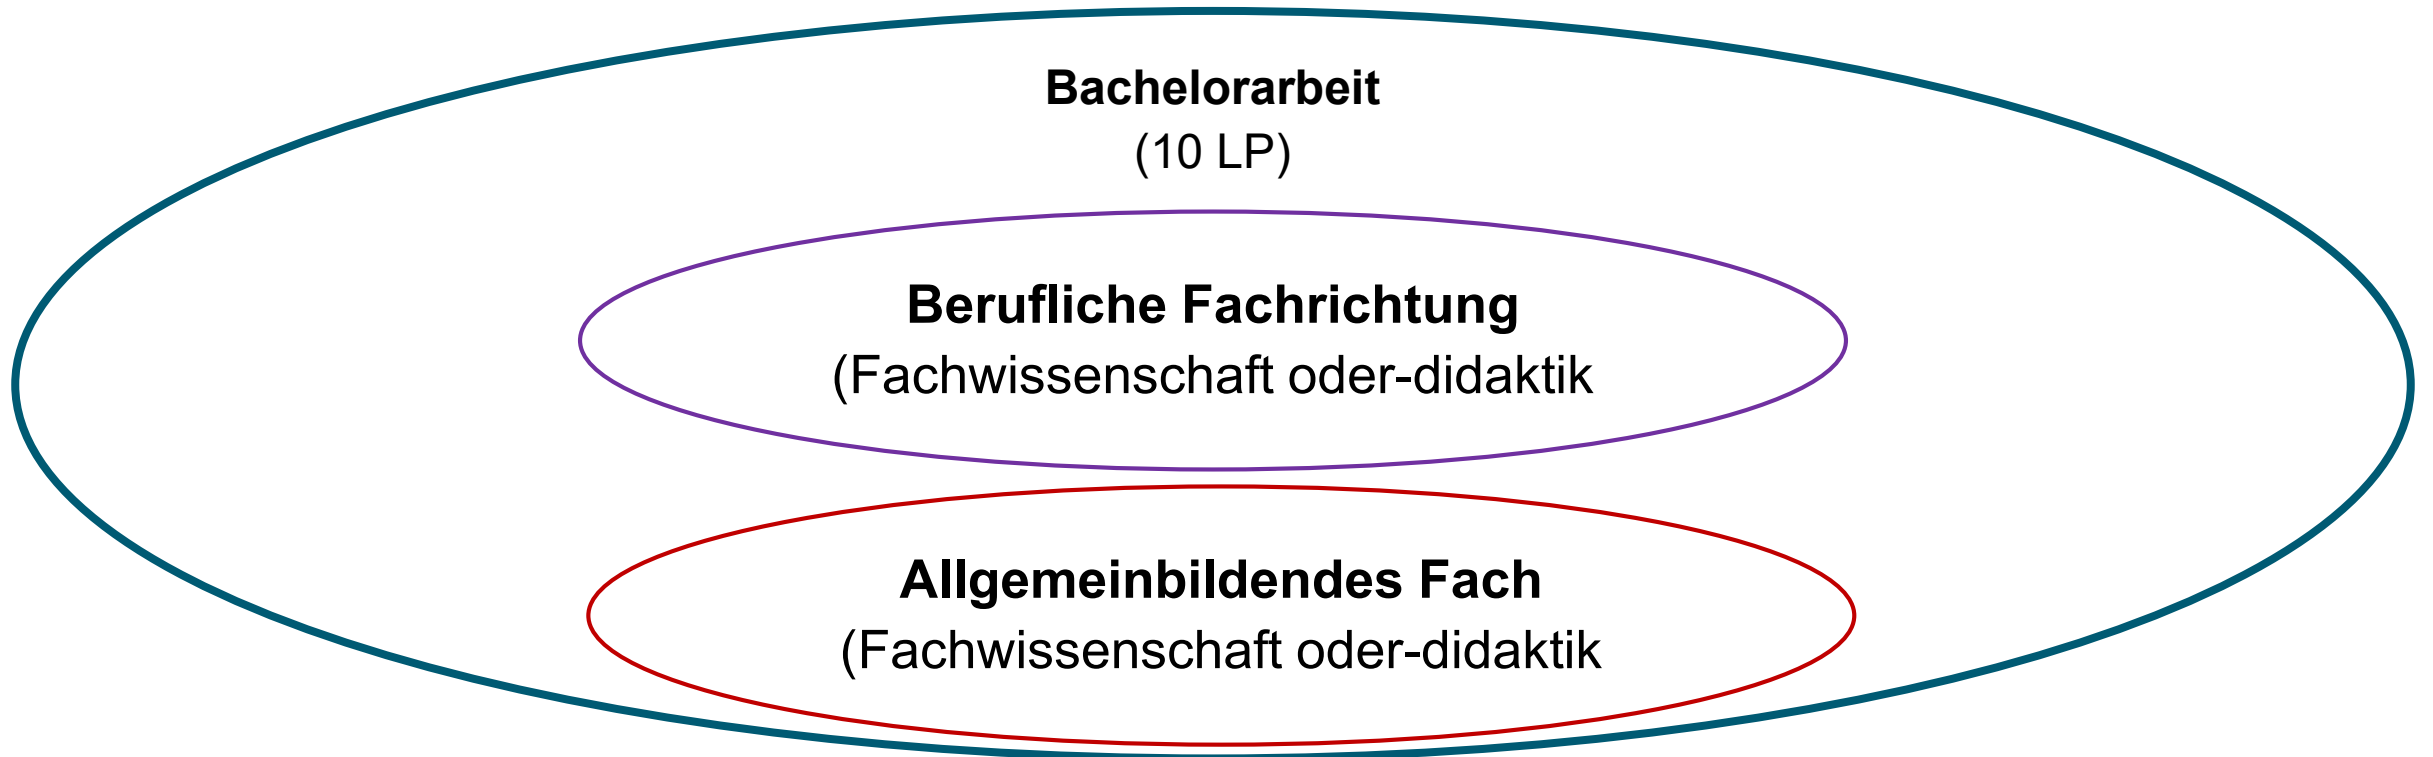 Bachelorarbeit
(10 LP)
Berufliche Fachrichtung
(Fachwissenschaft oder-didaktik
Allgemeinbildendes Fach
(Fachwissenschaft oder-didaktik